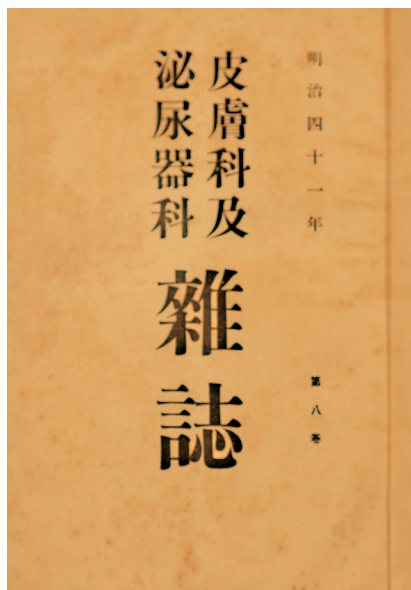 明治四十一年
第八巻
皮膚科及
泌尿器科
雜誌